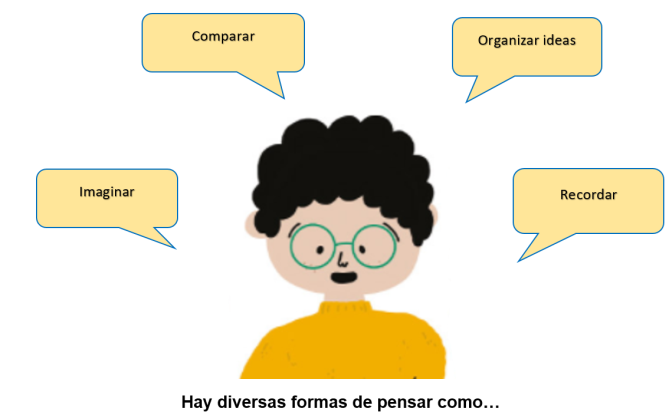 Comparar
Organizar ideas
Imaginar
Recordar
Hay diversas formas de pensar como…